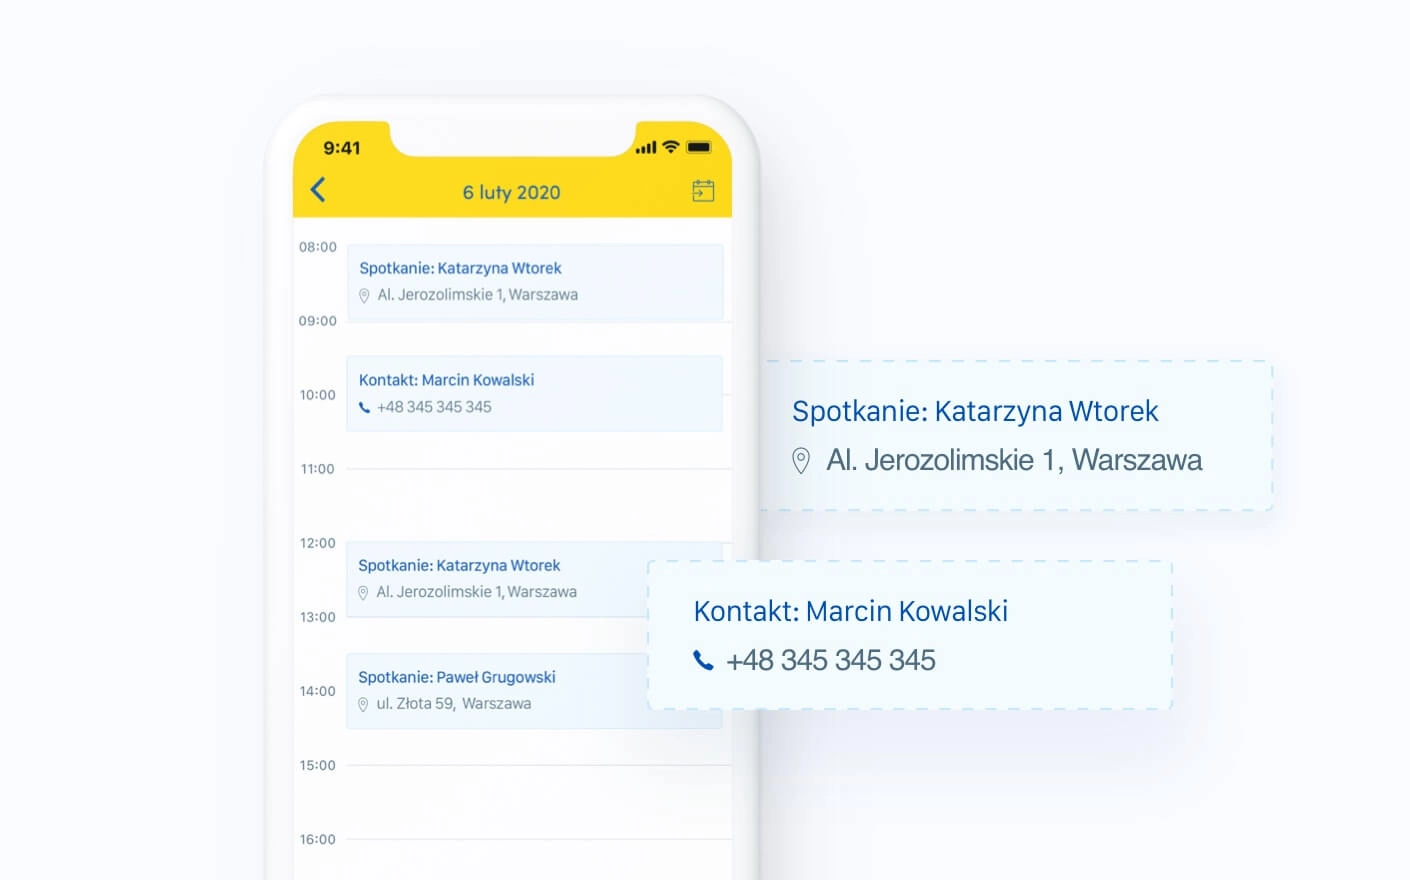 9:41
6 luty 2020
08:00
Spotkanie: Katarzyna Wtorek
Al. Jerozolimskie 1, Warszawa
09:00
Kontakt: Marcin Kowalski
10:00
+48 345 345 345
11:00
12:00
Spotkanie: Katarzyna Wtorek
Al. Jerozolimskie 1, Warszawa
13:00
Spotkanie: Paweł Grugowski
14:00
ul. Złota 59, Warszawa
15:00
16:00
Spotkanie: Katarzyna Wtorek
Al. Jerozolimskie 1, Warszawa
Kontakt: Marcin Kowalski
+48 345 345 345